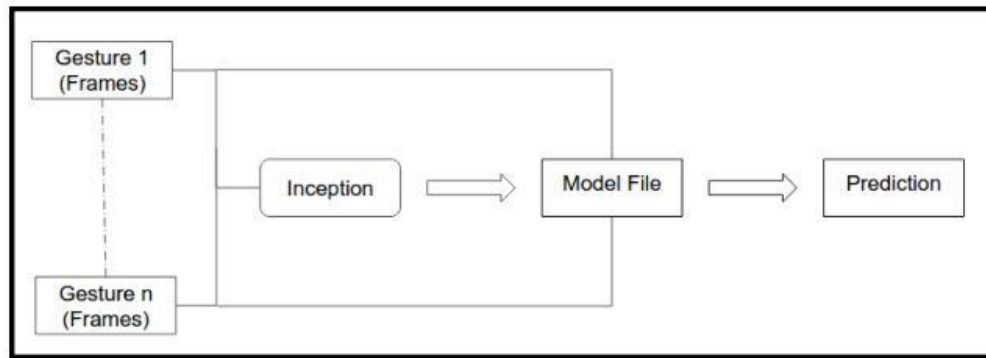 Gesture 1
(Frames)
Inception
Model File
Prediction
Gesture n
(Frames)